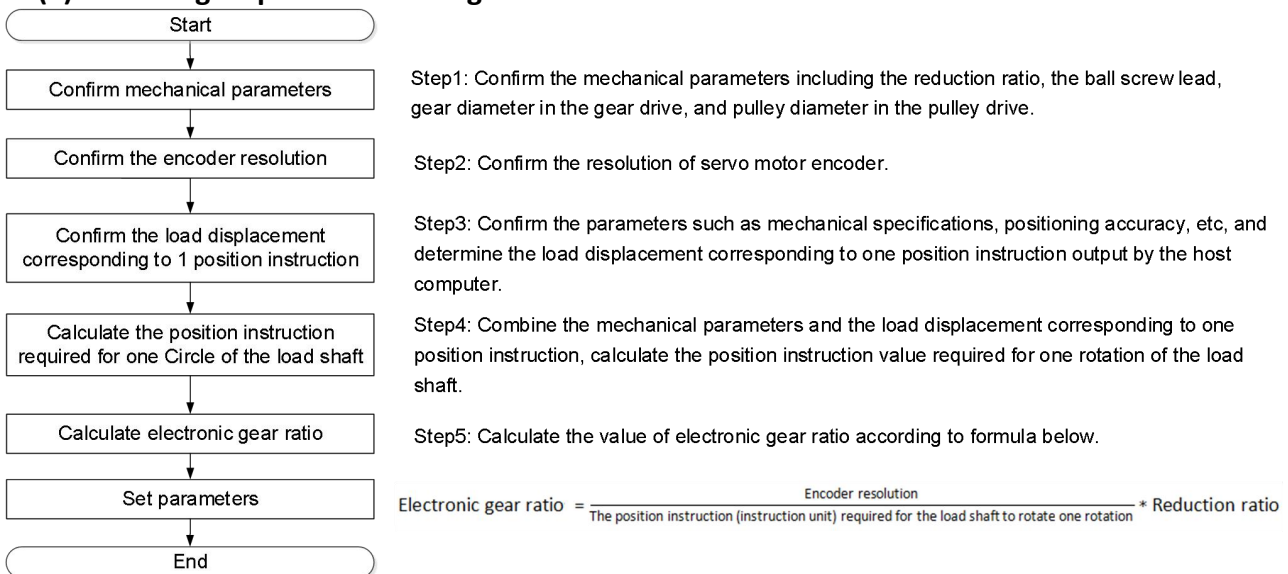 Start
Confirm mechanical parameters
Step1: Confirm the mechanical parameters including the reduction ratio, the ball screw lead,
gear diameter in the gear drive, and pulley diameter in the pulley drive.
Confirm the encoder resolution
Step2: Confirm the resolution of servo motor encoder.
Confirm the load displacement
corresponding to 1 position instruction
Step3: Confirm the parameters such as mechanical specifications, positioning accuracy, etc, and
determine the load displacement corresponding to one position instruction output by the host
computer.
Calculate the position instruction
required for one Circle of the load shaft
Step4: Combine the mechanical parameters and the load displacement corresponding to one
position instruction, calculate the position instruction value required for one rotation of the load
shaft.
Calculate electronic gear ratio
Step5: Calculate the value of electronic gear ratio according to formula below.
Set parameters
Encoder resolution
Electronic gear ratio = * Reduction ratio
The position instruction (instruction unit) required for the load shaft to rotate one rotation
End